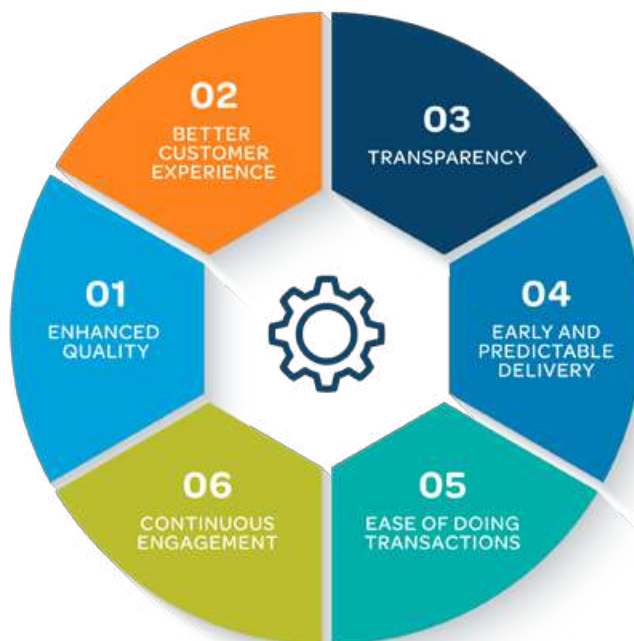 01
ENHANCED
QUALITY
02
BETTER
CUSTOMER
EXPERIENCE
03
TRANSPARENCY
04
EARLY AND
PREDICTABLE
DELIVERY
05
EASE OF DOING
TRANSACTIONS
06
CONTINUOUS
ENGAGEMENT